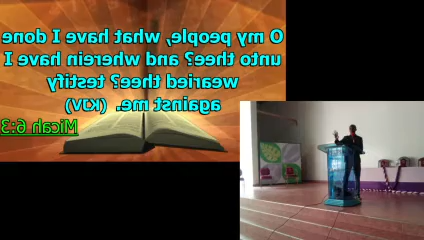 O my people, what have I done
unto thee? and wherein have I
wearied thee? testify
against me. (KJV)
Micah 6:3